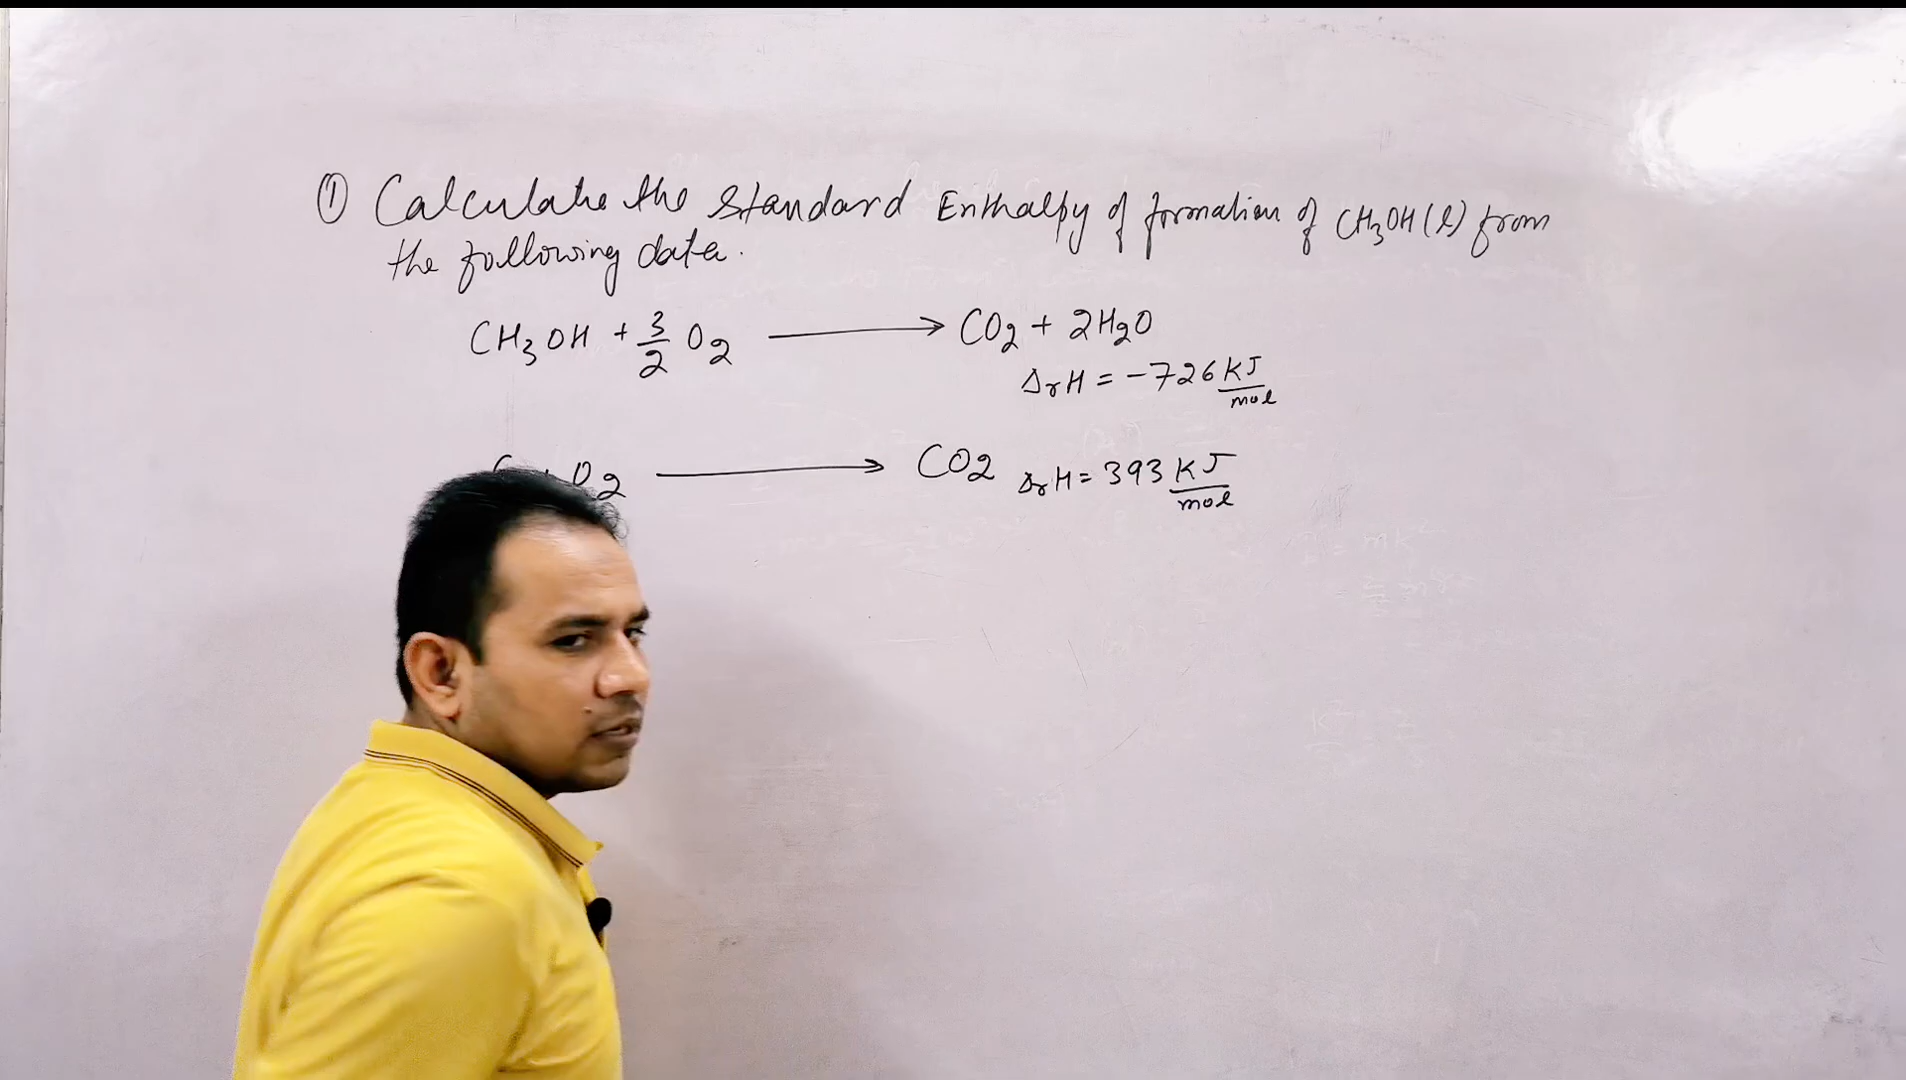 ① Calculate the Standard Enthalpy of formation of CH₃OH(l) from
the following data.
CH₃OH + 3/2 O₂ ⟶ CO₂ + 2H₂O
ΔrH = -726 KJ/mol
O₂ ⟶ CO2 ΔrH = 393 KJ/mol